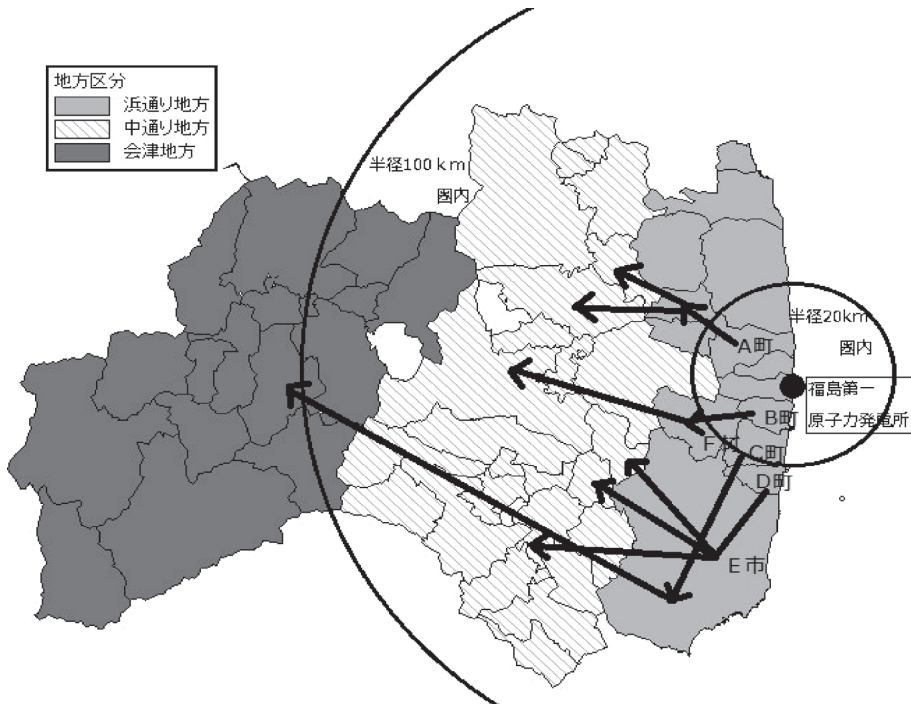 地方区分
浜通り地方
中通り地方
会津地方
半径100km
圏内
半径20km
圏内
A町
福島第一
原子力発電所
B町
F村
C町
D町
E市